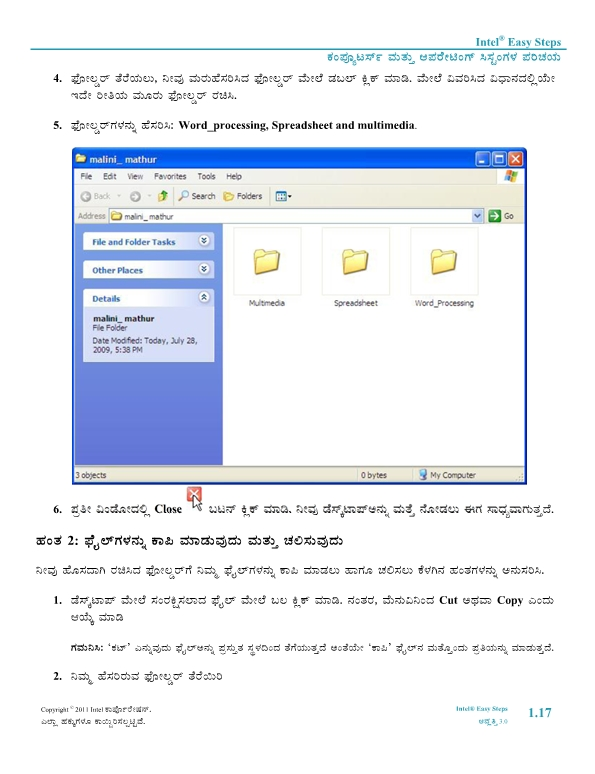 Intel® Easy Steps
ಕಂಪ್ಯೂಟರ್ಸ್ ಮತ್ತು ಆಪರೇಟಿಂಗ್ ಸಿಸ್ಟಂಗಳ ಪರಿಚಯ
4. ಫೋಲ್ಡರ್ ತೆರೆಯಲು, ನೀವು ಮರುಹೆಸರಿಸಿದ ಫೋಲ್ಡರ್ ಮೇಲೆ ಡಬಲ್ ಕ್ಲಿಕ್ ಮಾಡಿ. ಮೇಲೆ ವಿವರಿಸಿದ ವಿಧಾನದಲ್ಲಿಯೇ
ಇದೇ ರೀತಿಯ ಮೂರು ಫೋಲ್ಡರ್ ರಚಿಸಿ.
5. ಫೋಲ್ಡರ್‌ಗಳನ್ನು ಹೆಸರಿಸಿ: Word_processing, Spreadsheet and multimedia.
malini_ mathur
File Edit View Favorites Tools Help
Back Search Folders
Address malini_mathur Go
File and Folder Tasks
Other Places
Details
malini_ mathur
File Folder
Date Modified: Today, July 28,
2009, 5:38 PM
Multmedia Spreadsheet Word_Processing
3 objects 0 bytes My Computer
6. ಪ್ರತೀ ವಿಂಡೋದಲ್ಲಿ Close ಬಟನ್ ಕ್ಲಿಕ್ ಮಾಡಿ. ನೀವು ಡೆಸ್ಕ್‌ಟಾಪ್‌ಅನ್ನು ಮತ್ತೆ ನೋಡಲು ಈಗ ಸಾಧ್ಯವಾಗುತ್ತದೆ.
ಹಂತ 2: ಫೈಲ್‌ಗಳನ್ನು ಕಾಪಿ ಮಾಡುವುದು ಮತ್ತು ಚಲಿಸುವುದು
ನೀವು ಹೊಸದಾಗಿ ರಚಿಸಿದ ಫೋಲ್ಡರ್‌ಗೆ ನಿಮ್ಮ ಫೈಲ್‌ಗಳನ್ನು ಕಾಪಿ ಮಾಡಲು ಹಾಗೂ ಚಲಿಸಲು ಕೆಳಗಿನ ಹಂತಗಳನ್ನು ಅನುಸರಿಸಿ.
1. ಡೆಸ್ಕ್‌ಟಾಪ್ ಮೇಲೆ ಸಂರಕ್ಷಿಸಲಾದ ಫೈಲ್ ಮೇಲೆ ಬಲ ಕ್ಲಿಕ್ ಮಾಡಿ. ನಂತರ, ಮೆನುವಿನಿಂದ Cut ಅಥವಾ Copy ಎಂದು
ಆಯ್ಕೆ ಮಾಡಿ
ಗಮನಿಸಿ: ‘ಕಟ್’ ಎನ್ನುವುದು ಫೈಲ್‌ಅನ್ನು ಪ್ರಸ್ತುತ ಸ್ಥಳದಿಂದ ತೆಗೆಯುತ್ತದೆ ಅಂತೆಯೇ ‘ಕಾಪಿ’ ಫೈಲ್‌ನ ಮತ್ತೊಂದು ಪ್ರತಿಯನ್ನು ಮಾಡುತ್ತದೆ.
2. ನಿಮ್ಮ ಹೆಸರಿರುವ ಫೋಲ್ಡರ್ ತೆರೆಯಿರಿ
Copyright © 2011 Intel ಕಾರ್ಪೊರೇಷನ್.
ಎಲ್ಲಾ ಹಕ್ಕುಗಳೂ ಕಾಯ್ದಿರಿಸಲ್ಪಟ್ಟಿವೆ.
Intel® Easy Steps
ಆವೃತ್ತಿ 3.0
1.17